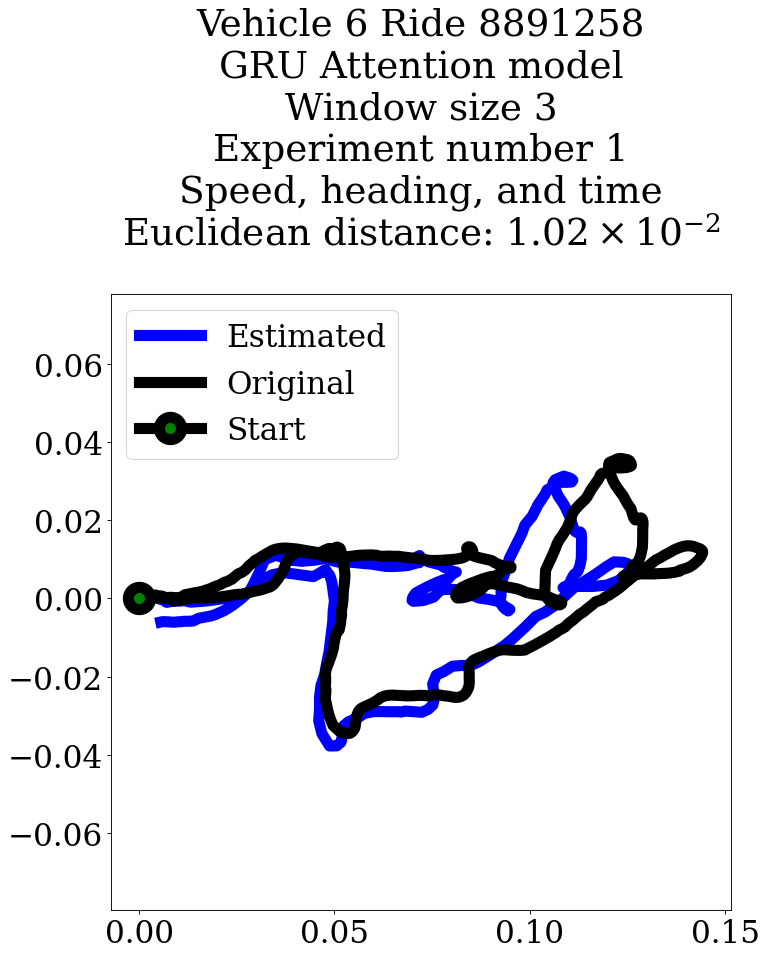 Vehicle 6 Ride 8891258
GRU Attention model
Window size 3
Experiment number 1
Speed, heading, and time
Euclidean distance: 1.02 × 10⁻²
Estimated
Original
Start
0.06
0.04
0.02
0.00
−0.02
−0.04
−0.06
0.00 0.05 0.10 0.15